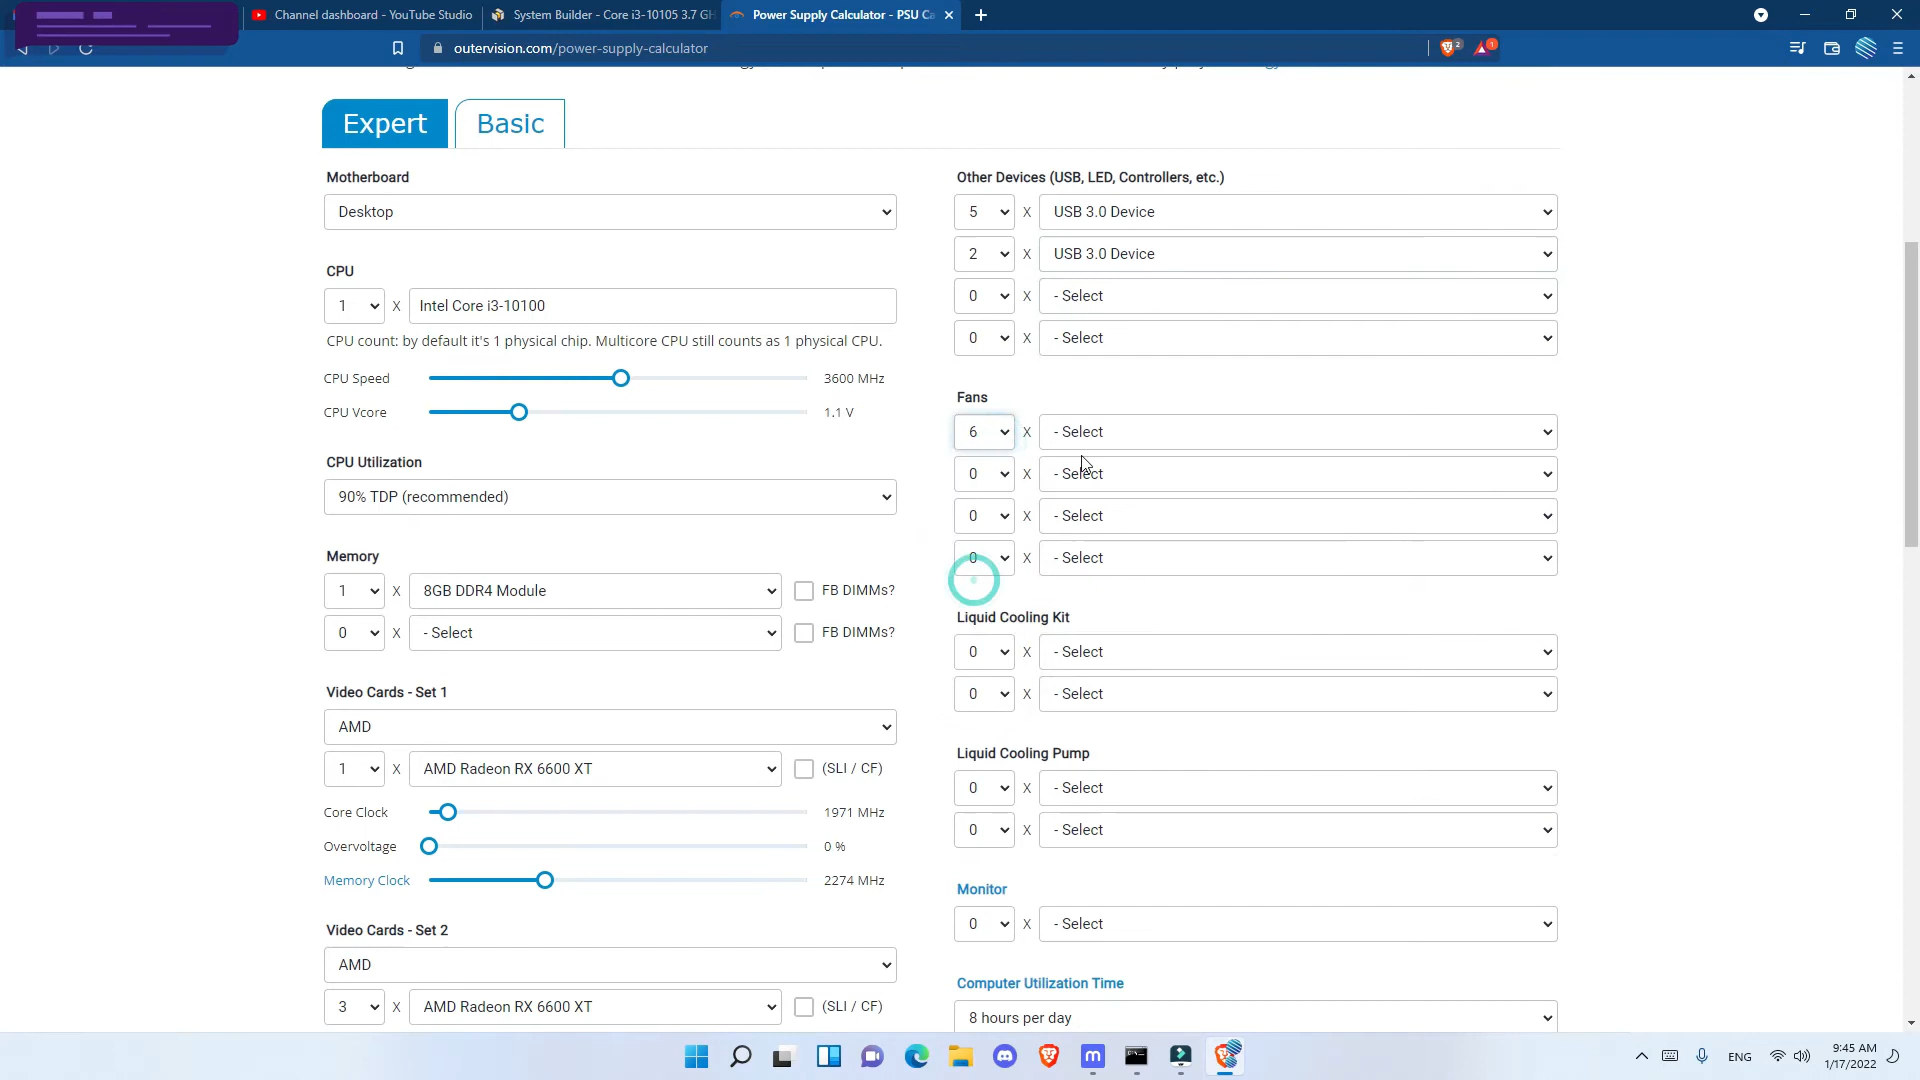 Channel dashboard - YouTube Studio
System Builder - Core i3-10105 3.7 GH
Power Supply Calculator - PSU Ca
outervision.com/power-supply-calculator
2
1
Expert
Basic
Motherboard
Desktop
CPU
1 X Intel Core i3-10100
CPU count: by default it's 1 physical chip. Multicore CPU still counts as 1 physical CPU.
CPU Speed 3600 MHz
CPU Vcore 1.1 V
CPU Utilization
90% TDP (recommended)
Memory
1 X 8GB DDR4 Module FB DIMMs?
0 X - Select FB DIMMs?
Video Cards - Set 1
AMD
1 X AMD Radeon RX 6600 XT (SLI / CF)
Core Clock 1971 MHz
Overvoltage 0 %
Memory Clock 2274 MHz
Video Cards - Set 2
AMD
3 X AMD Radeon RX 6600 XT (SLI / CF)
Other Devices (USB, LED, Controllers, etc.)
5 X USB 3.0 Device
2 X USB 3.0 Device
0 X - Select
0 X - Select
Fans
6 X - Select
0 X - Select
0 X - Select
0 X - Select
Liquid Cooling Kit
0 X - Select
0 X - Select
Liquid Cooling Pump
0 X - Select
0 X - Select
Monitor
0 X - Select
Computer Utilization Time
8 hours per day
ENG
9:45 AM
1/17/2022